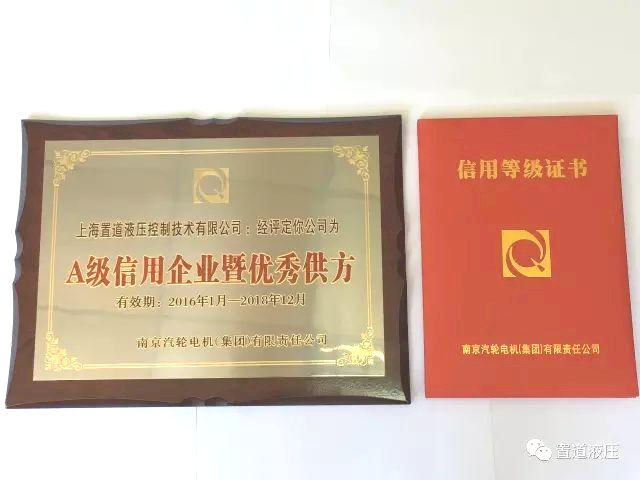 上海置道液压控制技术有限公司：经评定你公司为
A级信用企业暨优秀供方
有效期：2016年1月—2018年12月
南京汽轮电机(集团)有限责任公司
信用等级证书
南京汽轮电机(集团)有限责任公司
置道液压